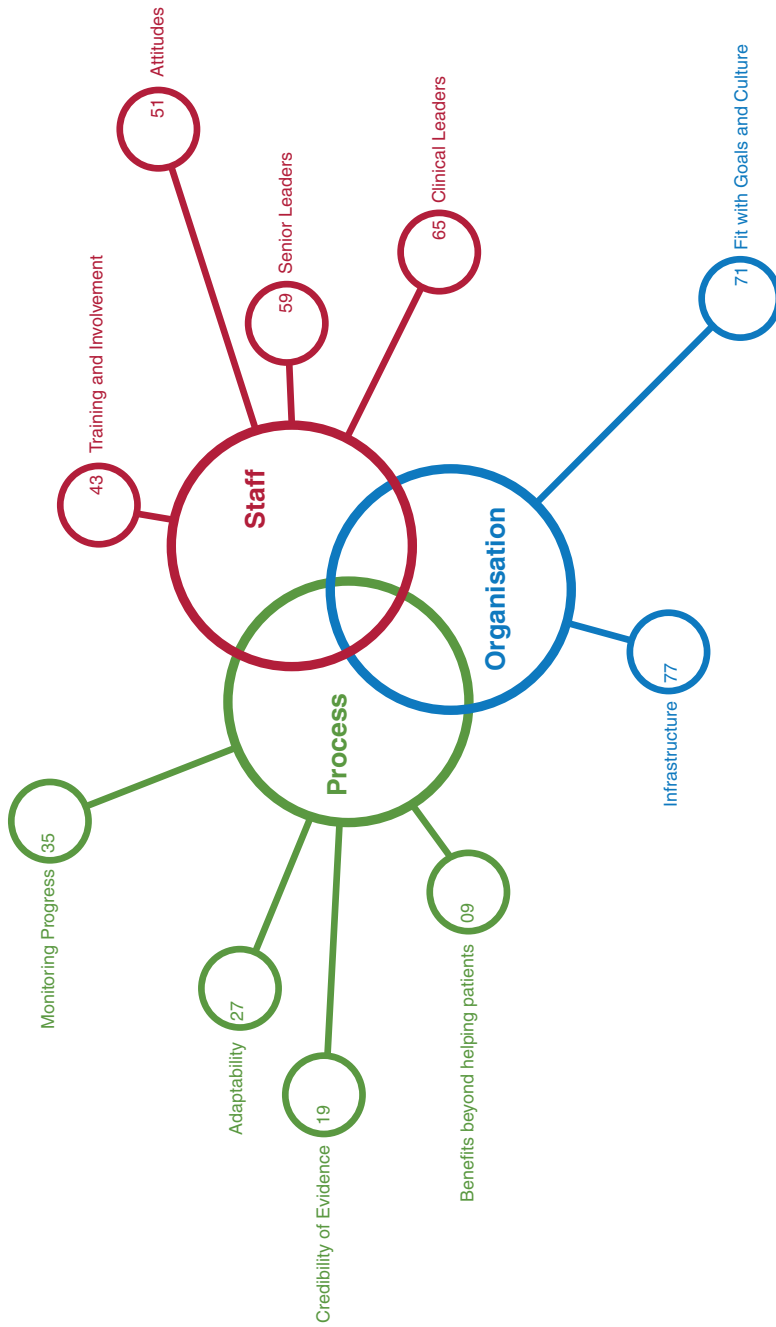 Monitoring Progress 35
43 Training and Involvement
51 Attitudes
Adaptability 27
Staff
59 Senior Leaders
Credibility of Evidence 19
Process
65 Clinical Leaders
Benefits beyond helping patients 09
Organisation
Infrastructure 77
71 Fit with Goals and Culture